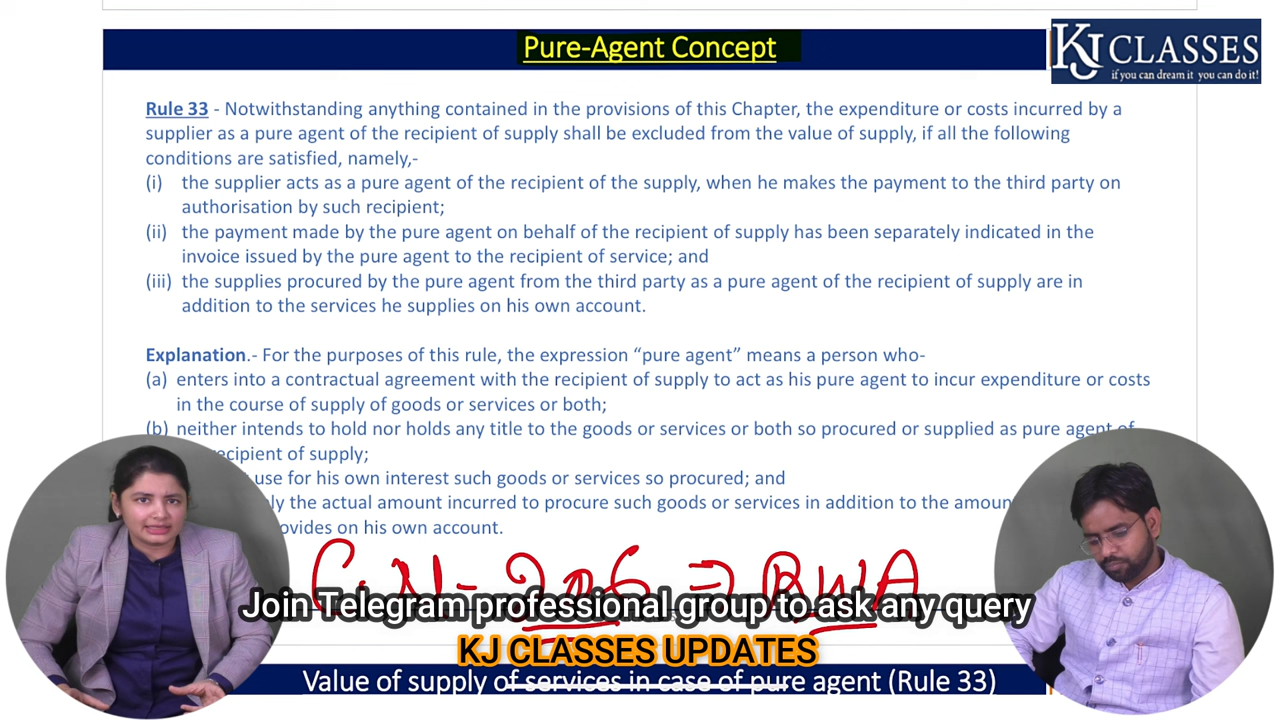 Pure-Agent Concept
KJ CLASSES
if you can dream it you can do it!
Rule 33 - Notwithstanding anything contained in the provisions of this Chapter, the expenditure or costs incurred by a
supplier as a pure agent of the recipient of supply shall be excluded from the value of supply, if all the following
conditions are satisfied, namely,-
(i) the supplier acts as a pure agent of the recipient of the supply, when he makes the payment to the third party on
authorisation by such recipient;
(ii) the payment made by the pure agent on behalf of the recipient of supply has been separately indicated in the
invoice issued by the pure agent to the recipient of service; and
(iii) the supplies procured by the pure agent from the third party as a pure agent of the recipient of supply are in
addition to the services he supplies on his own account.
Explanation.- For the purposes of this rule, the expression “pure agent” means a person who-
(a) enters into a contractual agreement with the recipient of supply to act as his pure agent to incur expenditure or costs
in the course of supply of goods or services or both;
(b) neither intends to hold nor holds any title to the goods or services or both so procured or supplied as pure agent of
recipient of supply;
use for his own interest such goods or services so procured; and
the actual amount incurred to procure such goods or services in addition to the
on his own account.
⇒ RWA
Join Telegram professional group to ask any query
KJ CLASSES UPDATES
Value of supply of services in case of pure agent (Rule 33)